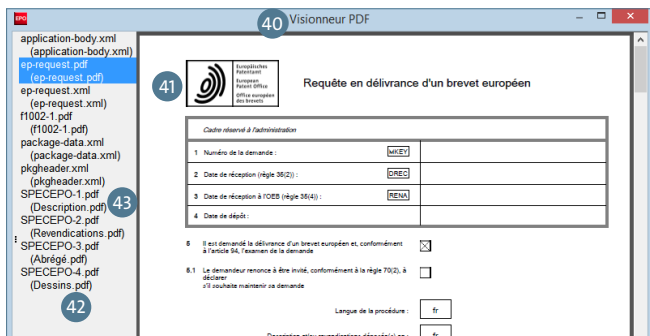 EPO
40
Visionneur PDF
application-body.xml
(application-body.xml)
ep-request.pdf
(ep-request.pdf)
ep-request.xml
(ep-request.xml)
f1002-1.pdf
(f1002-1.pdf)
package-data.xml
(package-data.xml)
pkgheader.xml
(pkgheader.xml)
SPECEPO-1.pdf
(Description.pdf)
43
SPECEPO-2.pdf
(Revendications.pdf)
SPECEPO-3.pdf
(Abrégé.pdf)
SPECEPO-4.pdf
(Dessins.pdf)
42
41
Europäisches
Patentamt
European
Patent Office
Office européen
des brevets
Requête en délivrance d'un brevet européen
Cadre réservé à l'administration
1 Numéro de la demande : MKEY
2 Date de réception (règle 35(2)) : DREC
3 Date de réception à l'OEB (règle 35(4)) : RENA
4 Date de dépôt :
5 Il est demandé la délivrance d'un brevet européen et, conformément
à l'article 94, l'examen de la demande
5.1 Le demandeur renonce à être invité, conformément à la règle 70(2), à
déclarer
s'il souhaite maintenir sa demande
Langue de la procédure : fr
Description et/ou revendications déposée(s) en : fr